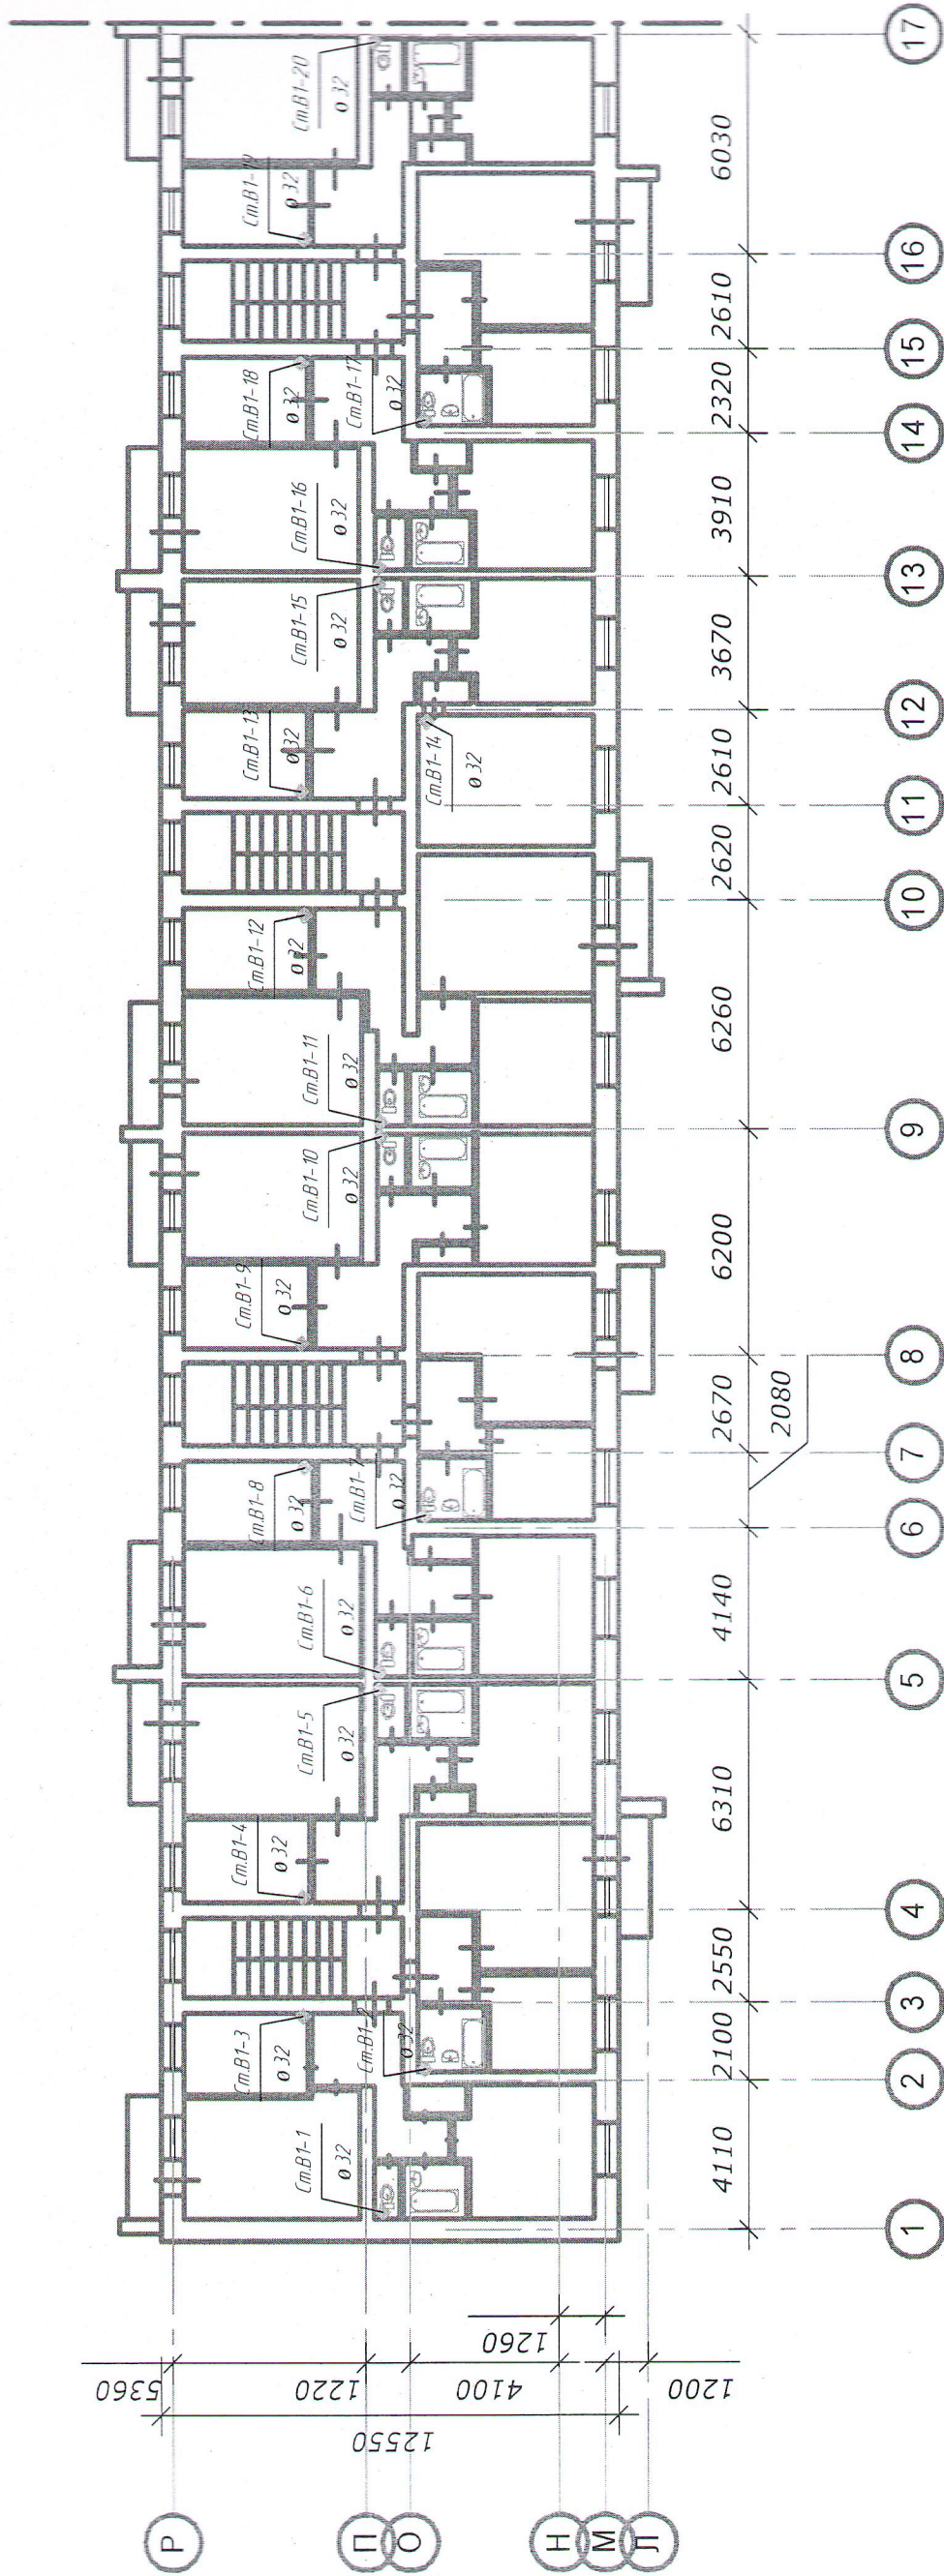 Ст.В1-1
ø 32
Ст.В1-2
ø 32
Ст.В1-3
ø 32
Ст.В1-4
ø 32
Ст.В1-5
ø 32
Ст.В1-6
ø 32
Ст.В1-7
ø 32
Ст.В1-8
ø 32
Ст.В1-9
ø 32
Ст.В1-10
ø 32
Ст.В1-11
ø 32
Ст.В1-12
ø 32
Ст.В1-13
ø 32
Ст.В1-14
ø 32
Ст.В1-15
ø 32
Ст.В1-16
ø 32
Ст.В1-17
ø 32
Ст.В1-18
ø 32
Ст.В1-19
ø 32
Ст.В1-20
ø 32
Р
П
О
Н
М
Л
5360
1220
4100
1260
1200
12550
4110
2100
2550
6310
4140
2080
2670
6200
6260
2620
2610
3670
3910
2320
2610
6030
1
2
3
4
5
6
7
8
9
10
11
12
13
14
15
16
17